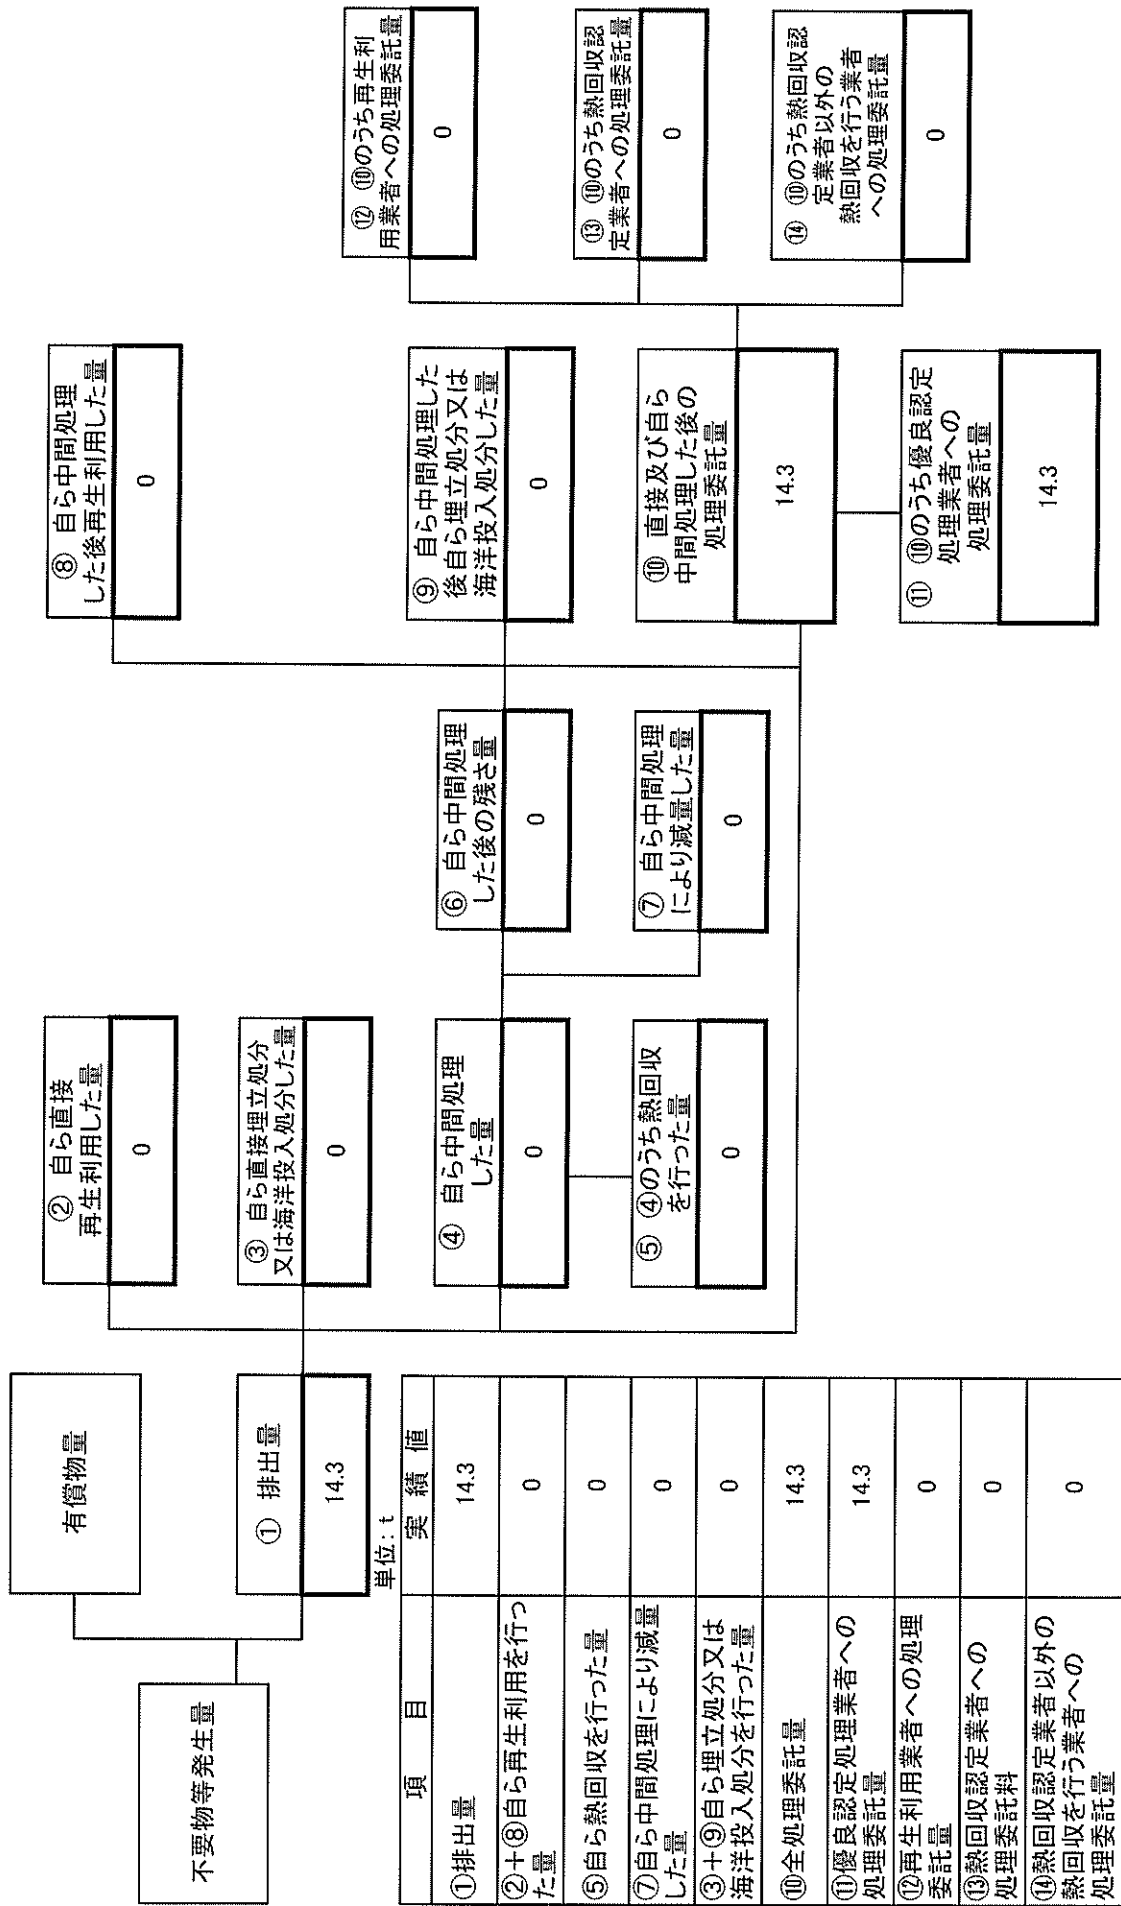 不要物等発生量
有償物量
① 排出量
14.3
② 自ら直接
再生利用した量
0
③ 自ら直接埋立処分
又は海洋投入処分した量
0
④ 自ら中間処理
した量
0
⑤ ④のうち熱回収
を行った量
0
⑥ 自ら中間処理
した後の残さ量
0
⑦ 自ら中間処理
により減量した量
0
⑧ 自ら中間処理
した後再生利用した量
0
⑨ 自ら中間処理した
後自ら埋立処分又は
海洋投入処分した量
0
⑩ 直接及び自ら
中間処理した後の
処理委託量
14.3
⑪ ⑩のうち優良認定
処理業者への
処理委託量
14.3
⑫ ⑩のうち再生利
用業者への処理委託量
0
⑬ ⑩のうち熱回収認
定業者への処理委託量
0
⑭ ⑩のうち熱回収認
定業者以外の
熱回収を行う業者
への処理委託量
0
単位：t
項 目 実 績 値
①排出量 14.3
②＋⑧自ら再生利用を行っ
た量 0
⑤自ら熱回収を行った量 0
⑦自ら中間処理により減量
した量 0
③＋⑨自ら埋立処分又は
海洋投入処分を行った量 0
⑩全処理委託量 14.3
⑪優良認定処理業者への
処理委託量 14.3
⑫再生利用業者への処理
委託量 0
⑬熱回収認定業者への
処理委託料 0
⑭熱回収認定業者以外の
熱回収を行う業者への
処理委託量 0